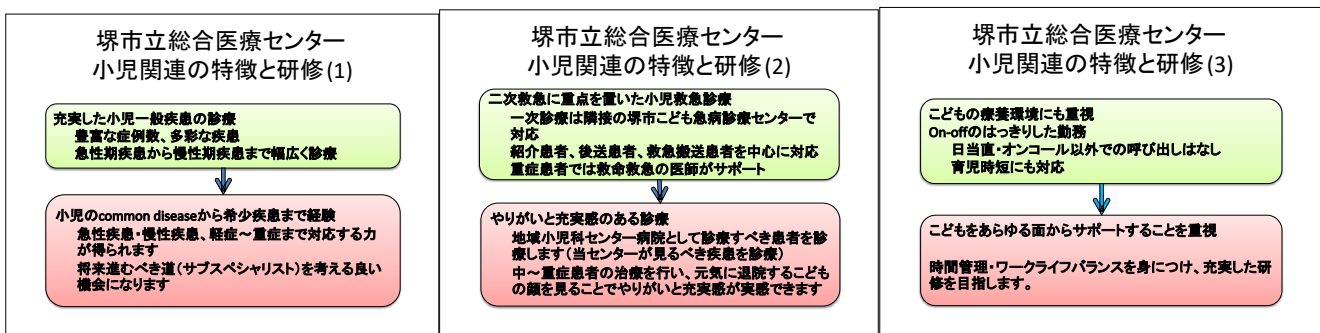 堺市立総合医療センター
小児関連の特徴と研修(1)
充実した小児一般疾患の診療
豊富な症例数、多彩な疾患
急性期疾患から慢性期疾患まで幅広く診療
小児のcommon diseaseから希少疾患まで経験
急性疾患・慢性疾患、軽症～重症まで対応する力
が得られます
将来進むべき道(サブスペシャリスト)を考える良い
機会になります
堺市立総合医療センター
小児関連の特徴と研修(2)
二次救急に重点を置いた小児救急診療
一次診療は隣接の堺市こども急病診療センターで
対応
紹介患者、後送患者、救急搬送患者を中心に対応
重症患者では救命救急の医師がサポート
やりがいと充実感のある診療
地域小児科センター病院として診療すべき患者を診
療します(当センターが見るべき疾患を診療)
中～重症患者の治療を行い、元気に退院するこども
の顔を見ることでやりがいと充実感が実感できます
堺市立総合医療センター
小児関連の特徴と研修(3)
こどもの療養環境にも重視
On-offのはっきりした勤務
日当直・オンコール以外での呼び出しはなし
育児時短にも対応
こどもをあらゆる面からサポートすることを重視
時間管理・ワークライフバランスを身につけ、充実した研
修を目指します。